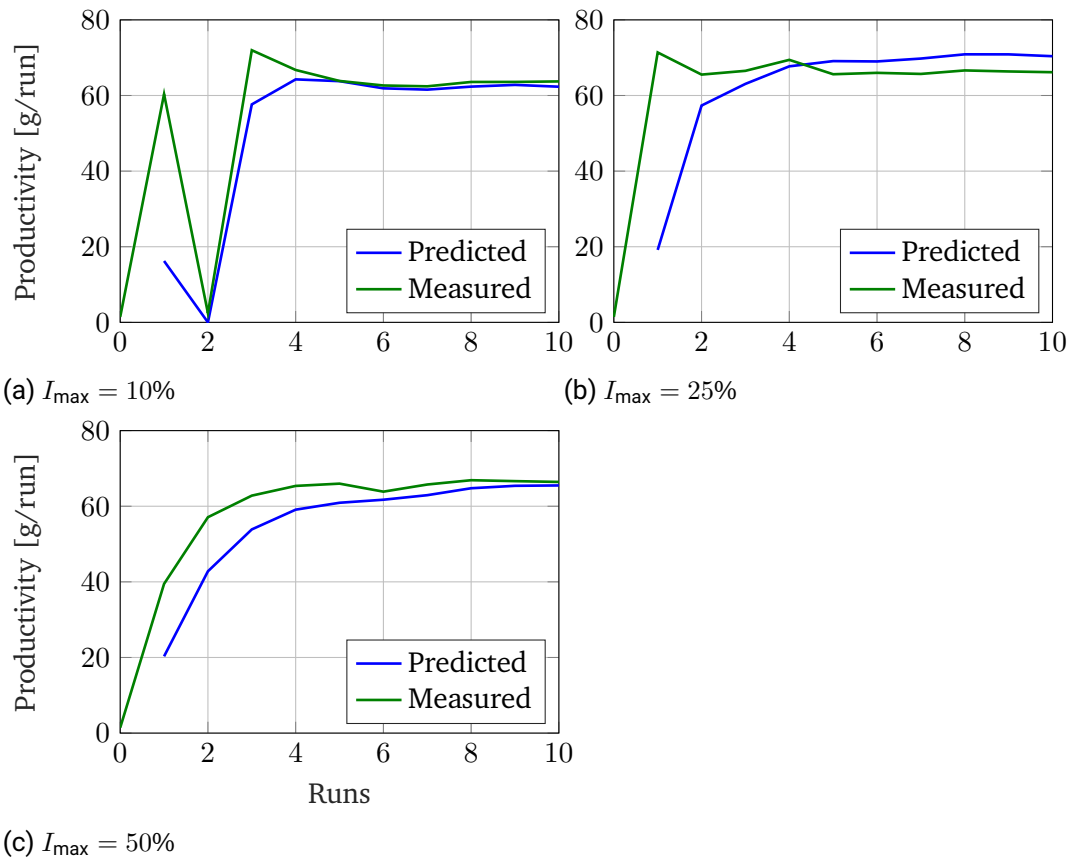 Productivity [g/run]
80
60
40
20
0
0 2 4 6 8 10
Predicted
Measured
(a) I_max = 10%
80
60
40
20
0
0 2 4 6 8 10
Predicted
Measured
(b) I_max = 25%
Productivity [g/run]
80
60
40
20
0
0 2 4 6 8 10
Predicted
Measured
Runs
(c) I_max = 50%